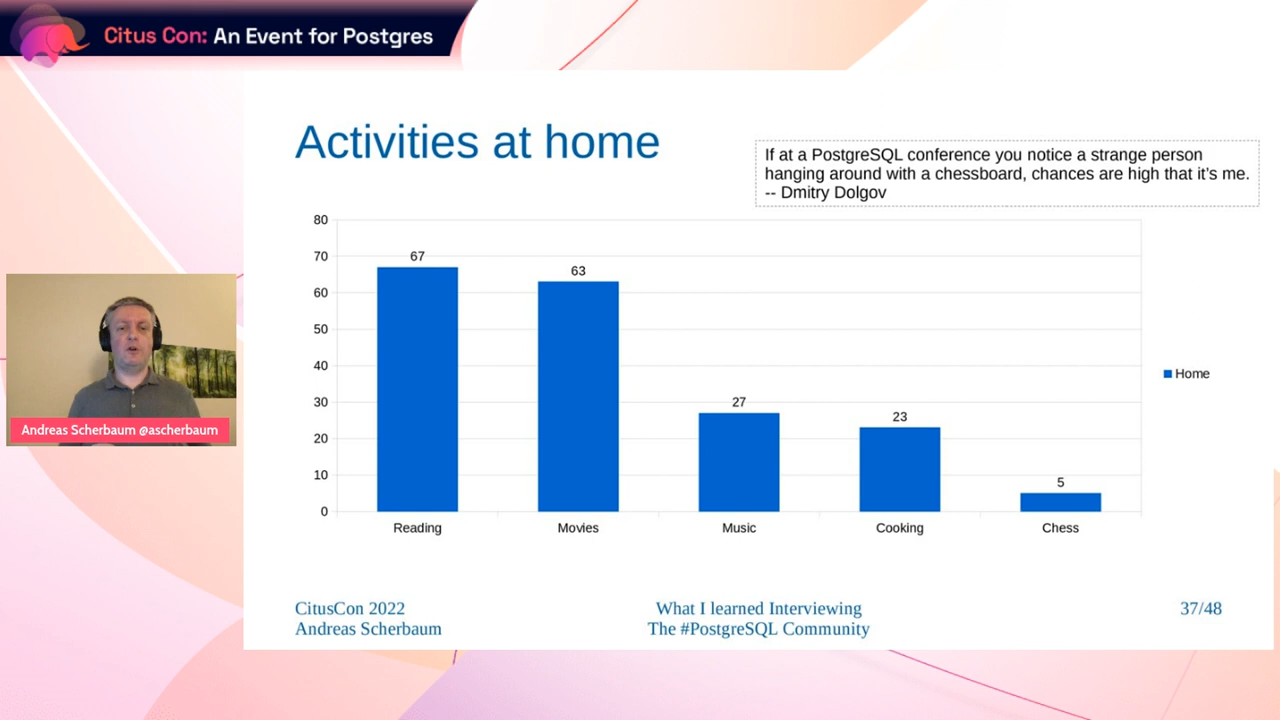 Citus Con: An Event for Postgres
Activities at home
If at a PostgreSQL conference you notice a strange person
hanging around with a chessboard, chances are high that it's me.
-- Dmitry Dolgov
80
70
60
50
40
30
20
10
0
67
63
27
23
5
Reading
Movies
Music
Cooking
Chess
Home
Andreas Scherbaum @ascherbaum
CitusCon 2022
Andreas Scherbaum
What I learned Interviewing
The #PostgreSQL Community
37/48